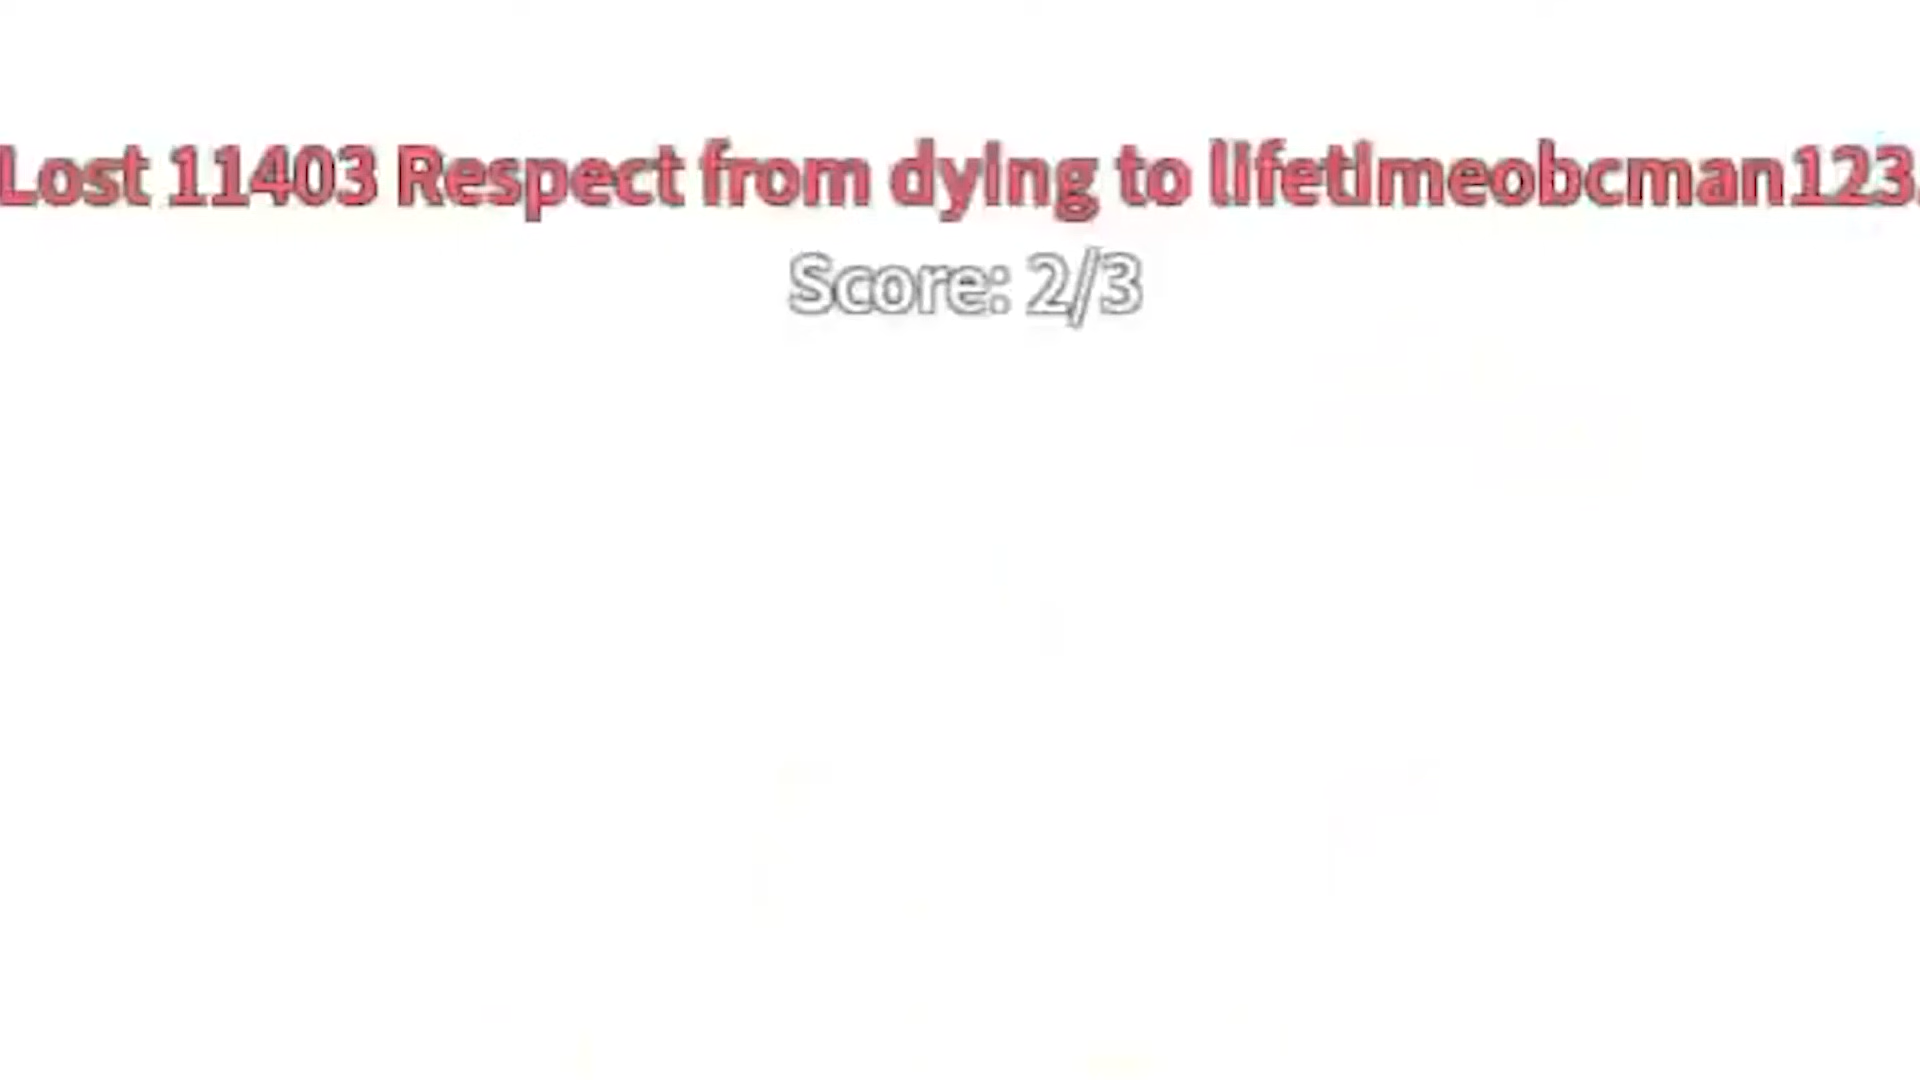 Lost 11403 Respect from dying to lifetimeobcman123.
Score: 2/3